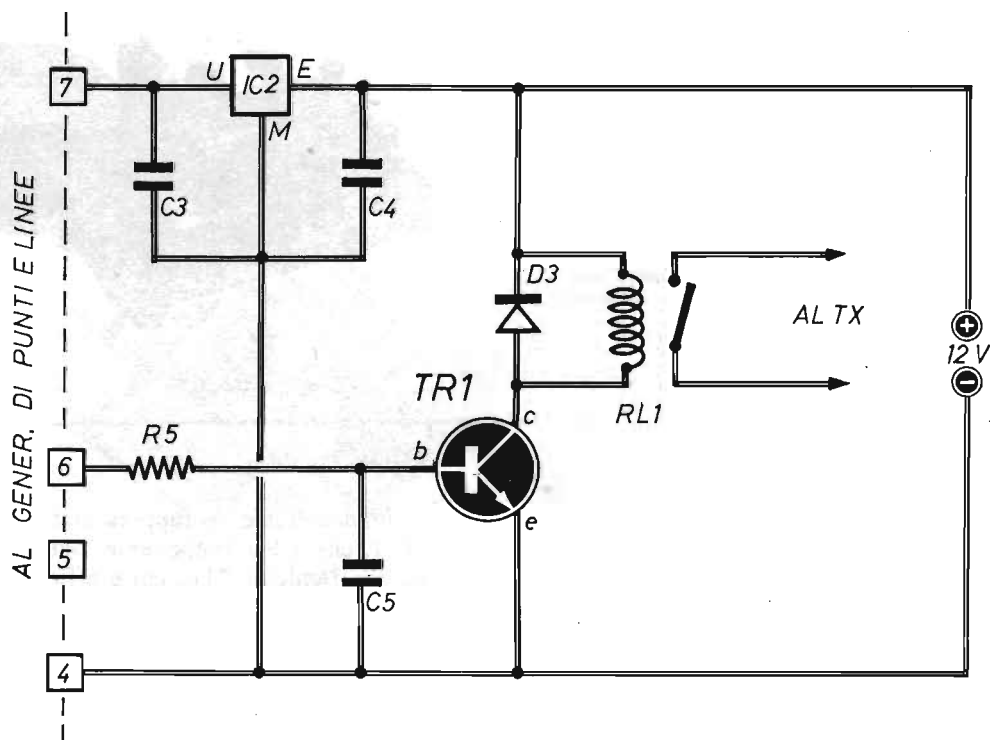 7
U
IC2
E
M
C3
C4
AL GENER. DI PUNTI E LINEE
D3
AL TX
12 V
RL1
TR1
c
b
e
R5
6
5
C5
4